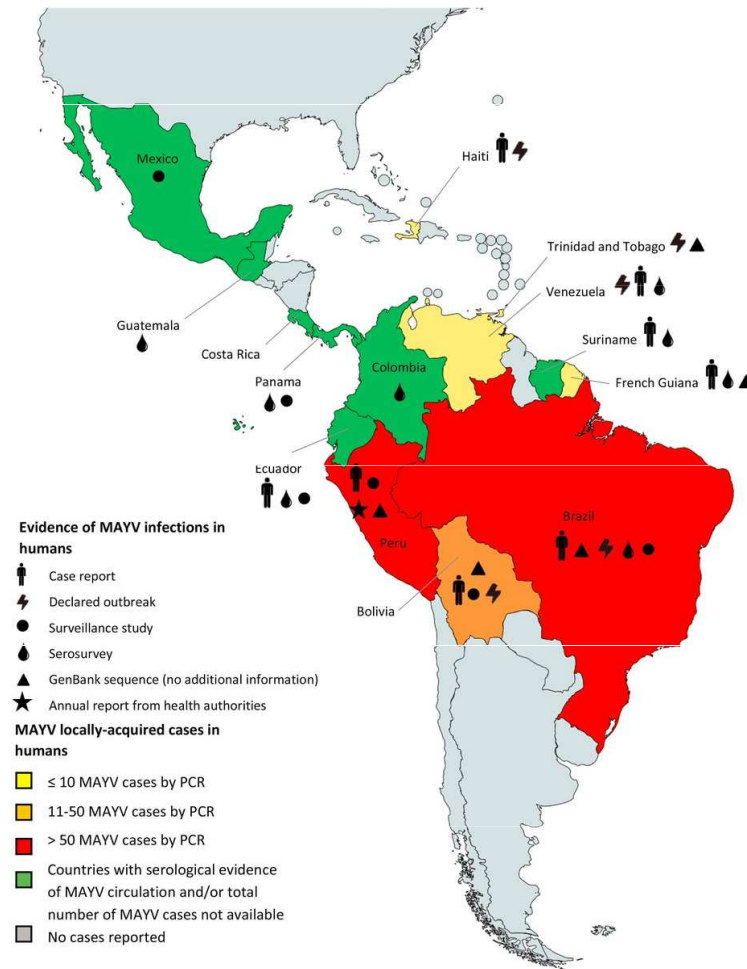 Mexico
Haiti
Trinidad and Tobago
Venezuela
Suriname
French Guiana
Guatemala
Costa Rica
Panama
Colombia
Ecuador
Peru
Brazil
Bolivia
Evidence of MAYV infections in
humans
Case report
Declared outbreak
Surveillance study
Serosurvey
GenBank sequence (no additional information)
Annual report from health authorities
MAYV locally-acquired cases in
humans
≤ 10 MAYV cases by PCR
11-50 MAYV cases by PCR
> 50 MAYV cases by PCR
Countries with serological evidence
of MAYV circulation and/or total
number of MAYV cases not available
No cases reported